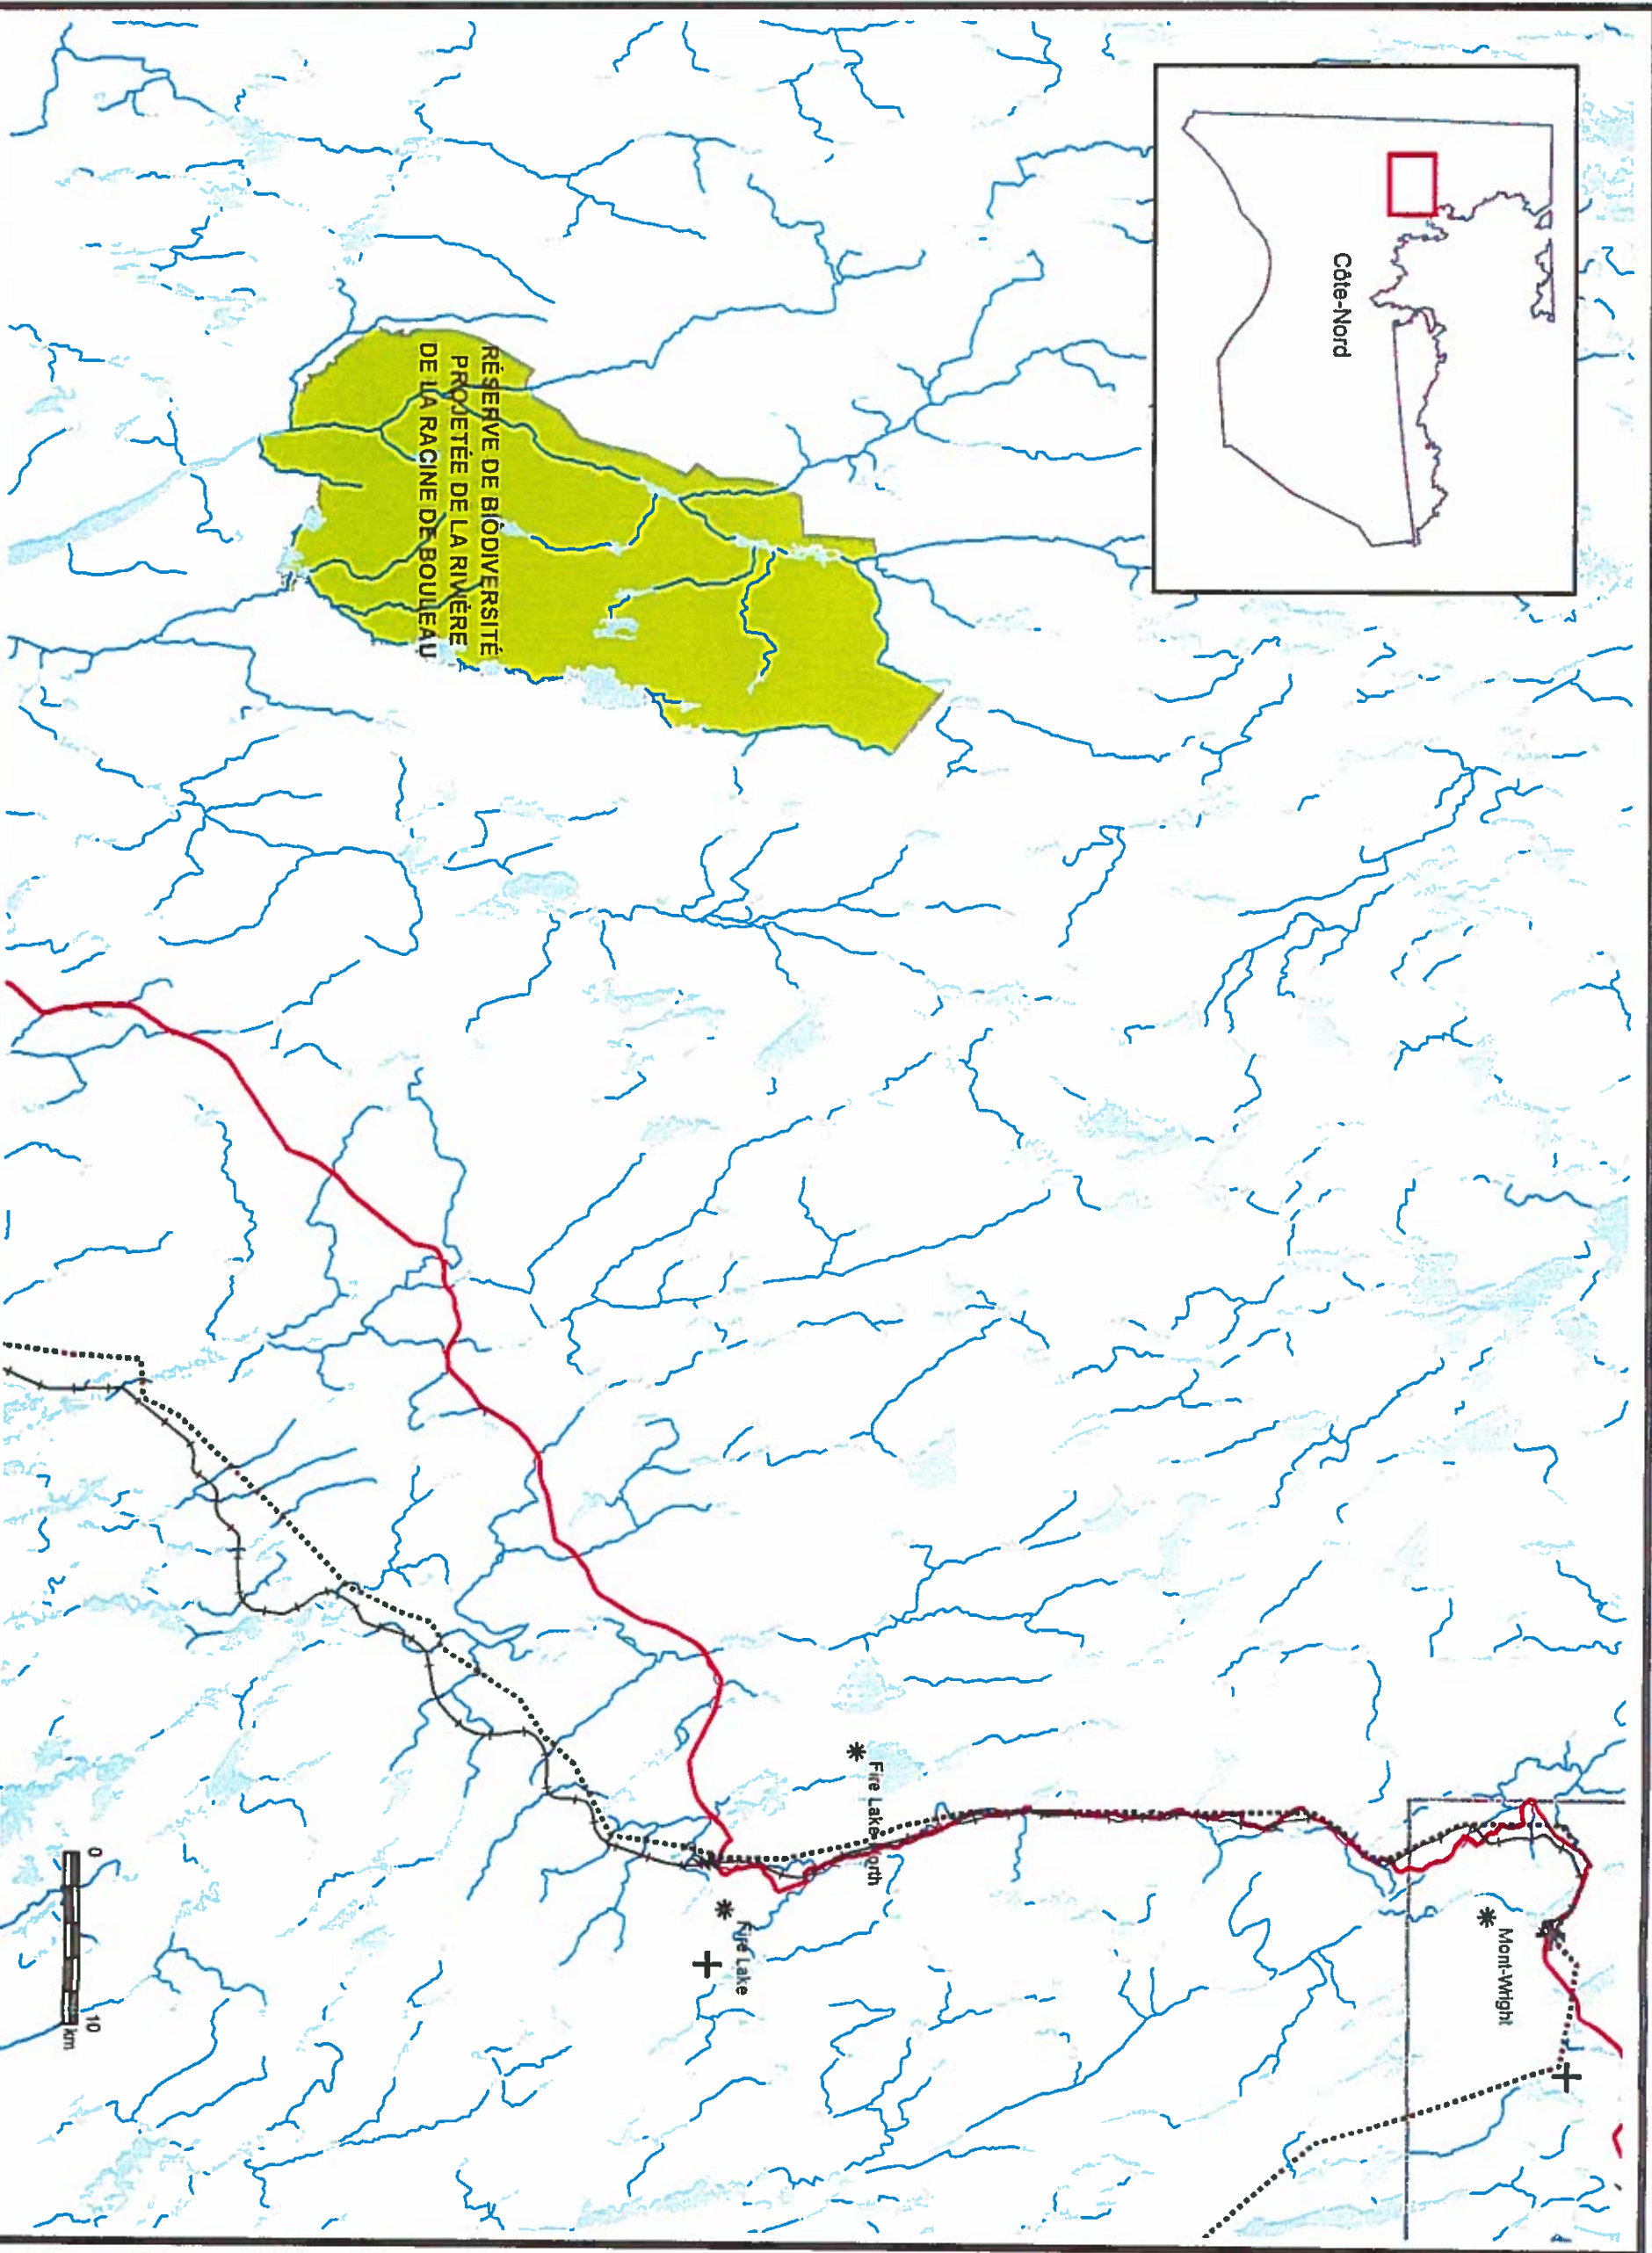 Côte-Nord
RÉSERVE DE BIODIVERSITÉ
PROJETÉE DE LA RIVIÈRE
DE LA RACINE DE BOULEAU
Mont-Wright
Fire Lake North
Fire Lake
0
10
km